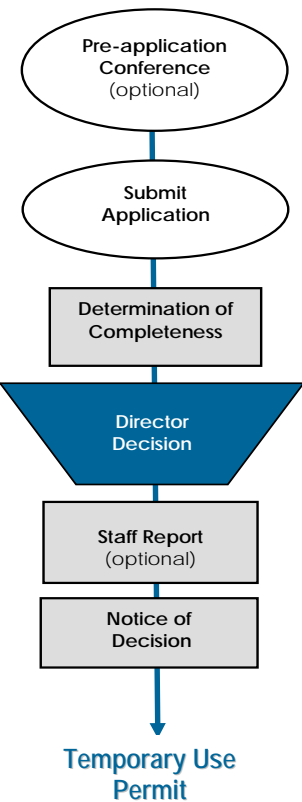 Pre-application
Conference
(optional)
Submit
Application
Determination of
Completeness
Director
Decision
Staff Report
(optional)
Notice of
Decision
Temporary Use
Permit